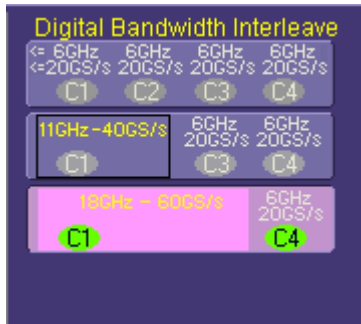 Digital Bandwidth Interleave
<= 6GHz 6GHz 6GHz 6GHz
<=20GS/s 20GS/s 20GS/s 20GS/s
C1 C2 C3 C4
11GHz-40GS/s 6GHz 6GHz
20GS/s 20GS/s
C1 C3 C4
18GHz - 60GS/s 6GHz
20GS/s
C1 C4